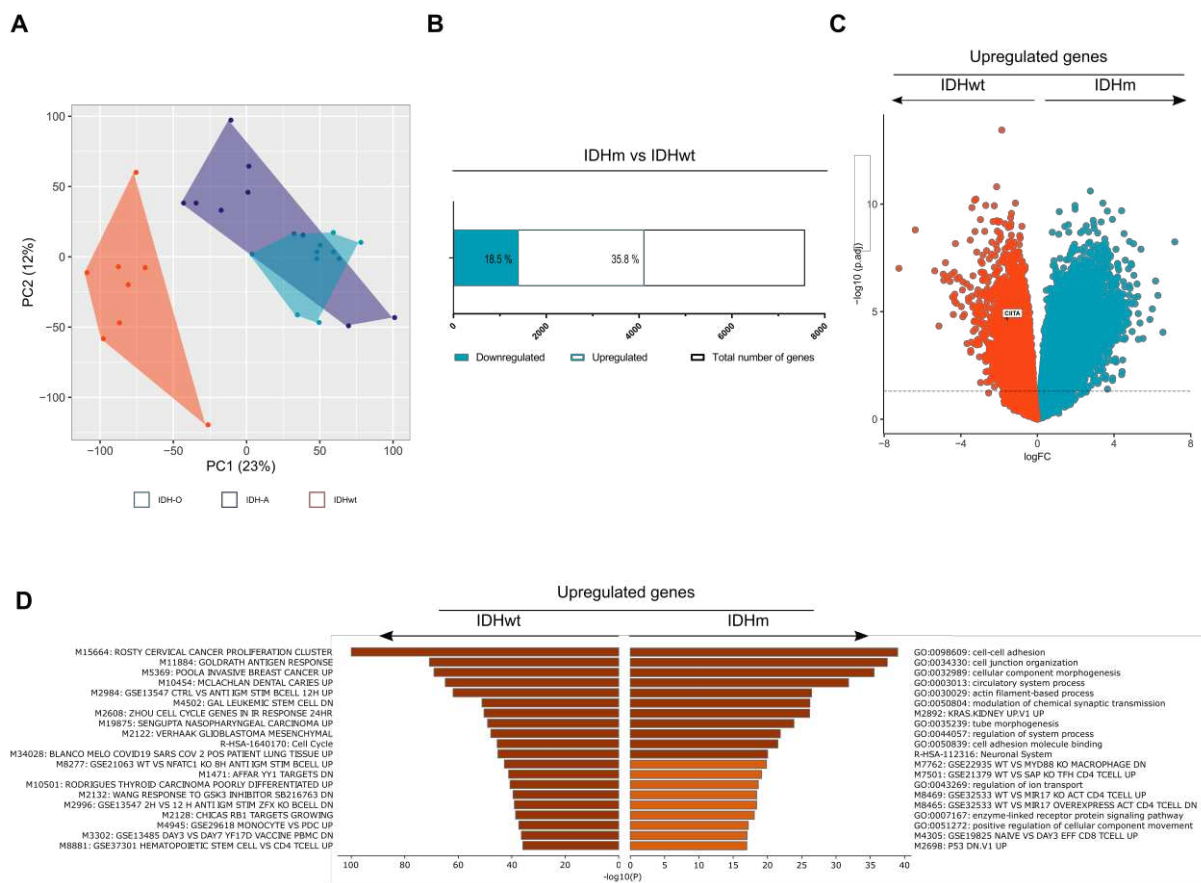 A
B
C
100
50
0
−50
−100
PC2 (12%)
−100
−50
0
50
100
PC1 (23%)
IDH-O
IDH-A
IDHwt
IDHm vs IDHwt
18.5 %
35.8 %
0
2000
4000
6000
8000
Downregulated
Upregulated
Total number of genes
Upregulated genes
IDHwt
IDHm
10
5
0
−log10 (p.adj)
CIITA
−8
−4
0
4
8
logFC
D
Upregulated genes
IDHwt
IDHm
M15664: ROSTY CERVICAL CANCER PROLIFERATION CLUSTER
M11884: GOLDRATH ANTIGEN RESPONSE
M5369: POOLA INVASIVE BREAST CANCER UP
M10454: MCLACHLAN DENTAL CARIES UP
M2984: GSE13547 CTRL VS ANTI IGM STIM BCELL 12H UP
M4502: GAL LEUKEMIC STEM CELL DN
M2608: ZHOU CELL CYCLE GENES IN IR RESPONSE 24HR
M19875: SENGUPTA NASOPHARYNGEAL CARCINOMA UP
M2122: VERHAAK GLIOBLASTOMA MESENCHYMAL
R-HSA-1640170: Cell Cycle
M34028: BLANCO MELO COVID19 SARS COV 2 POS PATIENT LUNG TISSUE UP
M8277: GSE21063 WT VS NFATC1 KO 8H ANTI IGM STIM BCELL UP
M1471: AFFAR YY1 TARGETS DN
M10501: RODRIGUES THYROID CARCINOMA POORLY DIFFERENTIATED UP
M2132: WANG RESPONSE TO GSK3 INHIBITOR SB216763 DN
M2996: GSE13547 2H VS 12 H ANTI IGM STIM ZFX KO BCELL DN
M2128: CHICAS RB1 TARGETS GROWING
M4945: GSE29618 MONOCYTE VS PDC UP
M3302: GSE13485 DAY3 VS DAY7 YF17D VACCINE PBMC DN
M8881: GSE37301 HEMATOPOIETIC STEM CELL VS CD4 TCELL UP
GO:0098609: cell-cell adhesion
GO:0034330: cell junction organization
GO:0032989: cellular component morphogenesis
GO:0003013: circulatory system process
GO:0030029: actin filament-based process
GO:0050804: modulation of chemical synaptic transmission
M2892: KRAS.KIDNEY UP.V1 UP
GO:0035239: tube morphogenesis
GO:0044057: regulation of system process
GO:0050839: cell adhesion molecule binding
R-HSA-112316: Neuronal System
M7762: GSE22935 WT VS MYD88 KO MACROPHAGE DN
M7501: GSE21379 WT VS SAP KO TFH CD4 TCELL UP
GO:0043269: regulation of ion transport
M8469: GSE32533 WT VS MIR17 KO ACT CD4 TCELL UP
M8465: GSE32533 WT VS MIR17 OVEREXPRESS ACT CD4 TCELL DN
GO:0007167: enzyme-linked receptor protein signaling pathway
GO:0051272: positive regulation of cellular component movement
M4305: GSE19825 NAIVE VS DAY3 EFF CD8 TCELL UP
M2698: P53 DN.V1 UP
100
80
60
40
20
0
0
5
10
15
20
25
30
35
40
-log10(P)